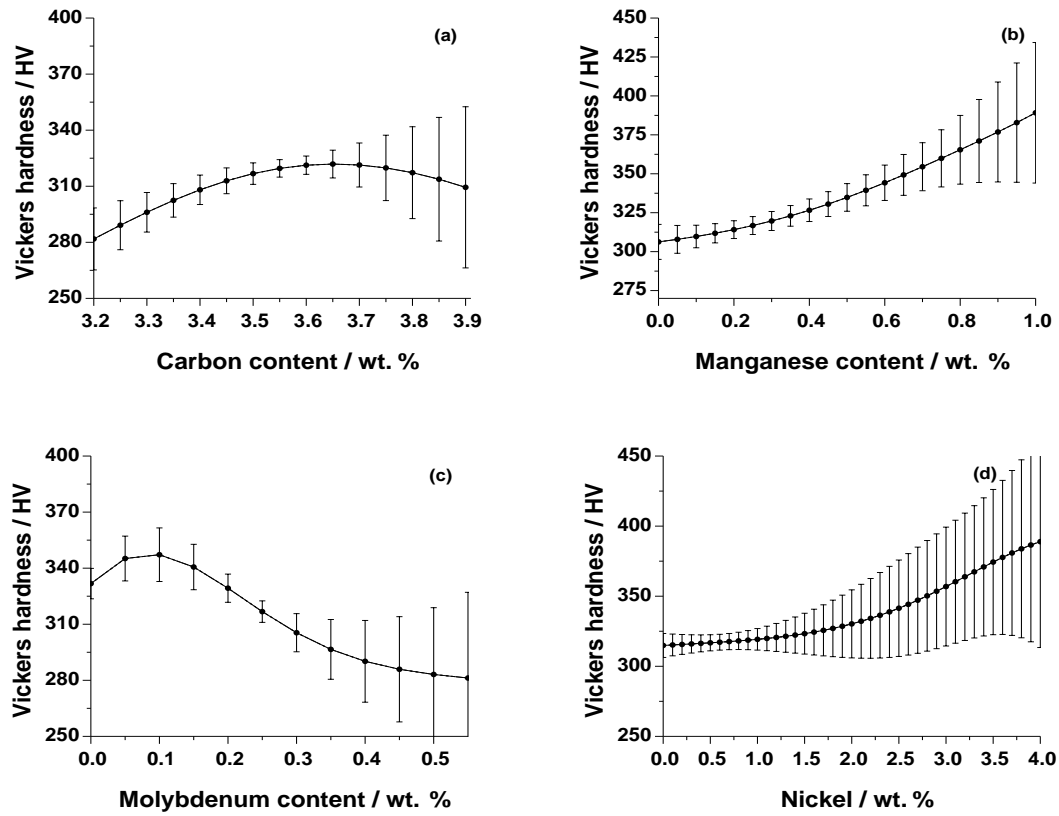 (a)
Vickers hardness / HV
400
370
340
310
280
250
3.2 3.3 3.4 3.5 3.6 3.7 3.8 3.9
Carbon content / wt. %
(b)
Vickers hardness / HV
450
425
400
375
350
325
300
275
0.0 0.2 0.4 0.6 0.8 1.0
Manganese content / wt. %
(c)
Vickers hardness / HV
400
370
340
310
280
250
0.0 0.1 0.2 0.3 0.4 0.5
Molybdenum content / wt. %
(d)
Vickers hardness / HV
450
400
350
300
250
0.0 0.5 1.0 1.5 2.0 2.5 3.0 3.5 4.0
Nickel / wt. %